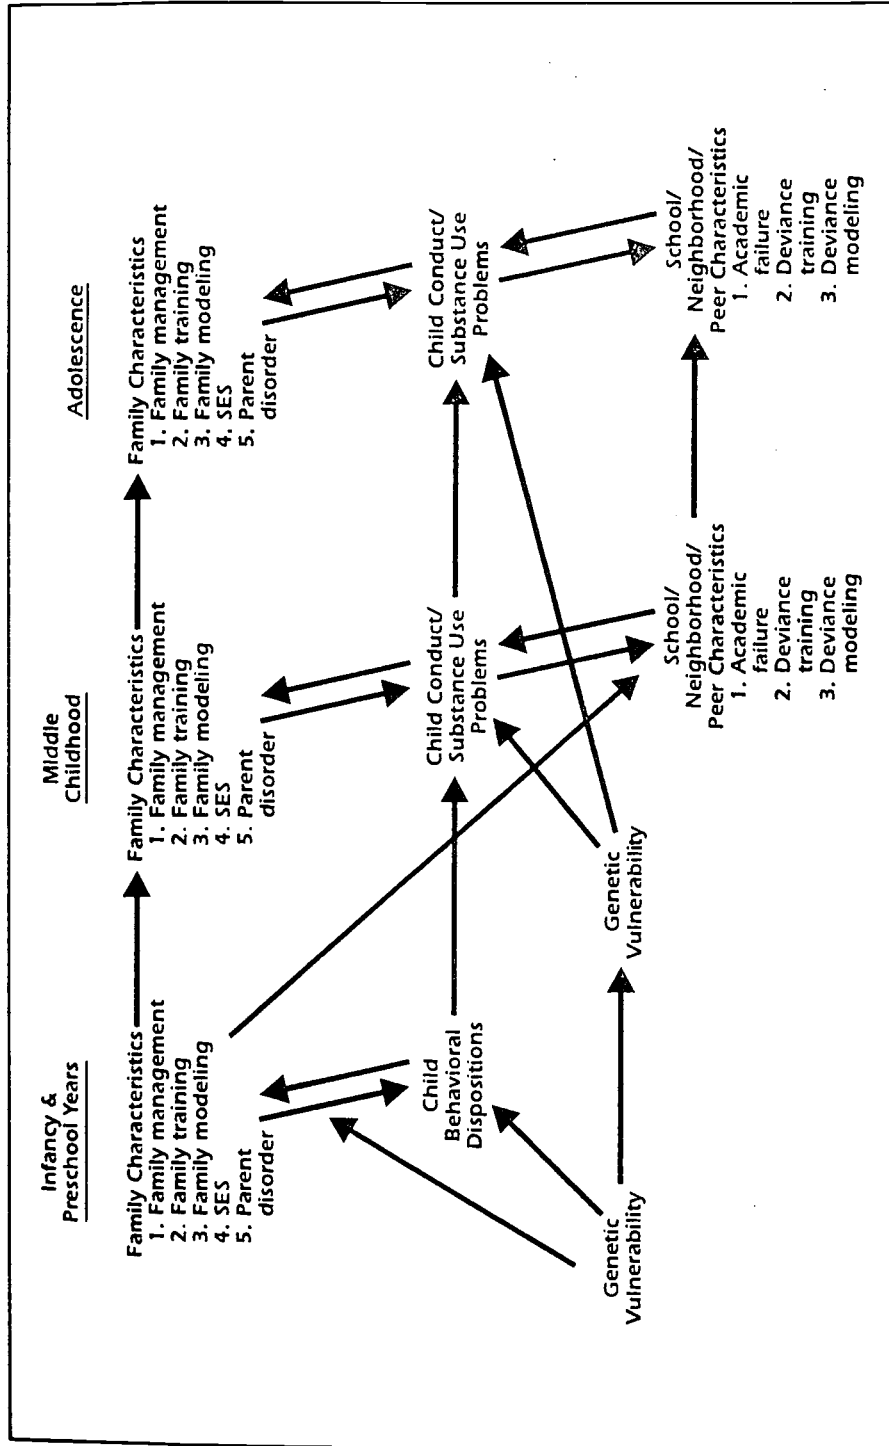 Infancy &
Preschool Years
Family Characteristics
1. Family management
2. Family training
3. Family modeling
4. SES
5. Parent
disorder
Child
Behavioral
Dispositions
Genetic
Vulnerability
Middle
Childhood
Family Characteristics
1. Family management
2. Family training
3. Family modeling
4. SES
5. Parent
disorder
Child Conduct/
Substance Use
Problems
Genetic
Vulnerability
School/
Neighborhood/
Peer Characteristics
1. Academic
failure
2. Deviance
training
3. Deviance
modeling
Adolescence
Family Characteristics
1. Family management
2. Family training
3. Family modeling
4. SES
5. Parent
disorder
Child Conduct/
Substance Use
Problems
School/
Neighborhood/
Peer Characteristics
1. Academic
failure
2. Deviance
training
3. Deviance
modeling